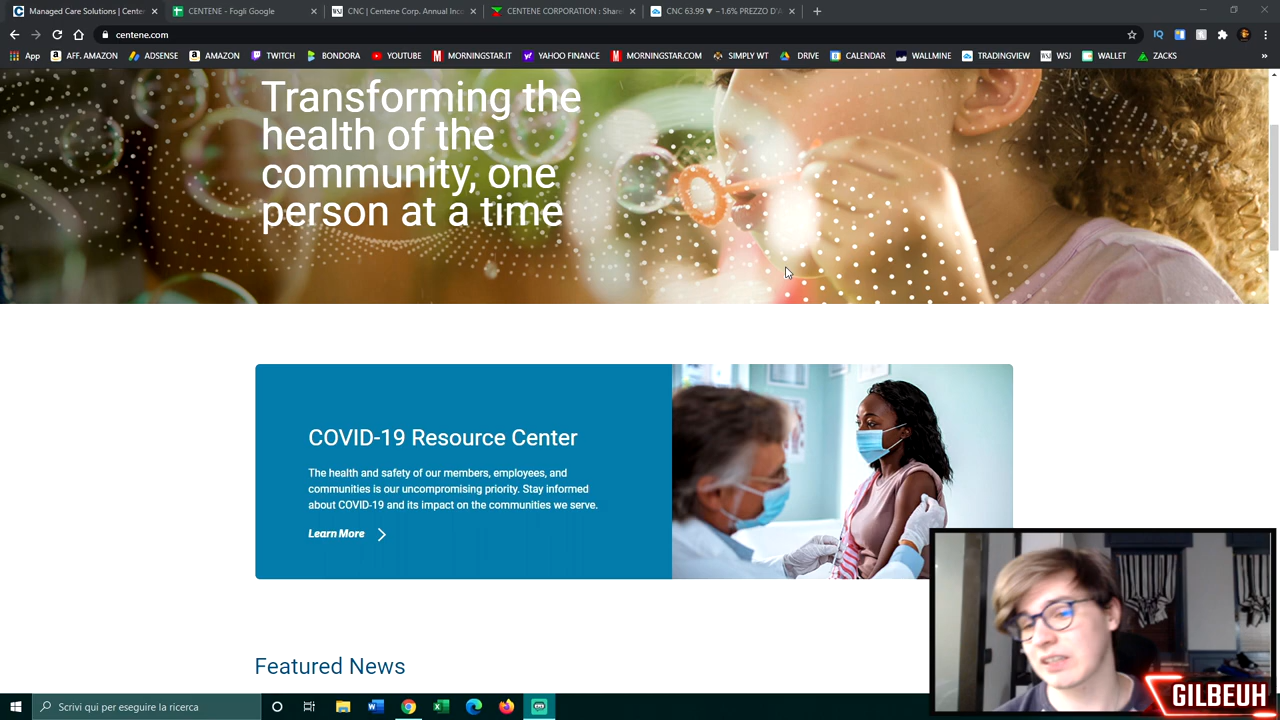 Managed Care Solutions | Center
CENTENE - Fogli Google
CNC | Centene Corp. Annual Inco
CENTENE CORPORATION : Share
CNC 63.99 ▼ −1.6% PREZZO D'A
centene.com
App
AFF. AMAZON
ADSENSE
AMAZON
TWITCH
BONDORA
YOUTUBE
MORNINGSTAR.IT
YAHOO FINANCE
MORNINGSTAR.COM
SIMPLY WT
DRIVE
CALENDAR
WALLMINE
TRADINGVIEW
WSJ
WALLET
ZACKS
Transforming the
health of the
community, one
person at a time
COVID-19 Resource Center
The health and safety of our members, employees, and
communities is our uncompromising priority. Stay informed
about COVID-19 and its impact on the communities we serve.
Learn More
Featured News
GILBEUH
Scrivi qui per eseguire la ricerca